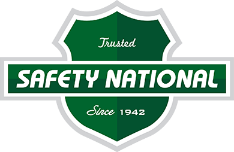 Trusted
SAFETY NATIONAL
Since 1942